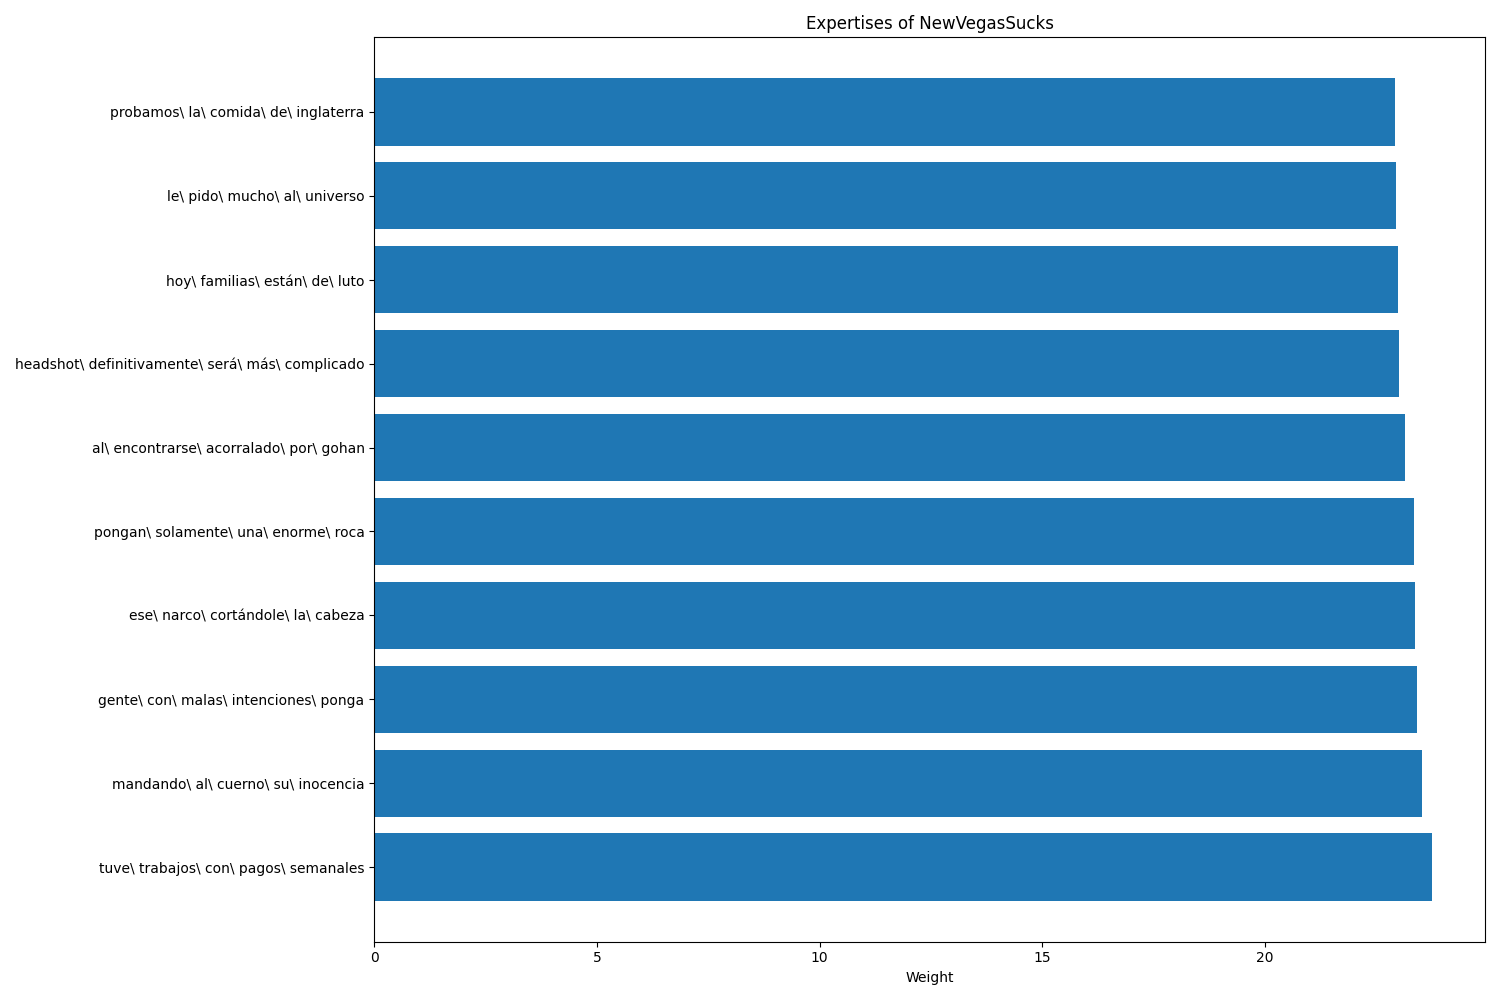 Expertises of NewVegasSucks
probamos\ la\ comida\ de\ inglaterra
le\ pido\ mucho\ al\ universo
hoy\ familias\ están\ de\ luto
headshot\ definitivamente\ será\ más\ complicado
al\ encontrarse\ acorralado\ por\ gohan
pongan\ solamente\ una\ enorme\ roca
ese\ narco\ cortándole\ la\ cabeza
gente\ con\ malas\ intenciones\ ponga
mandando\ al\ cuerno\ su\ inocencia
tuve\ trabajos\ con\ pagos\ semanales
0 5 10 15 20
Weight